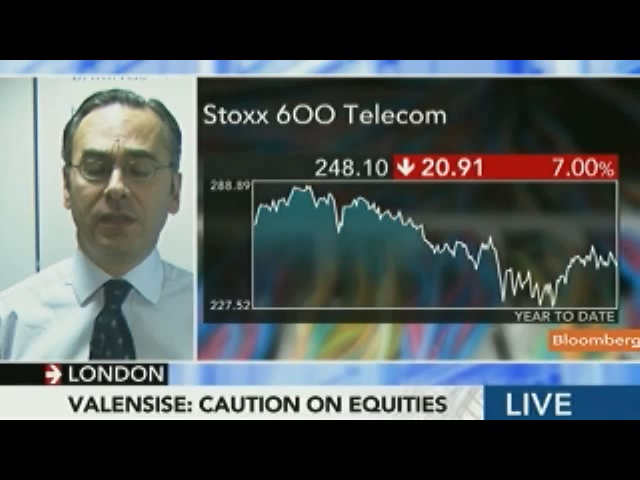 Stoxx 600 Telecom
248.10 20.91 7.00%
288.89
227.52
YEAR TO DATE
Bloomberg
LONDON
VALENSISE: CAUTION ON EQUITIES
LIVE